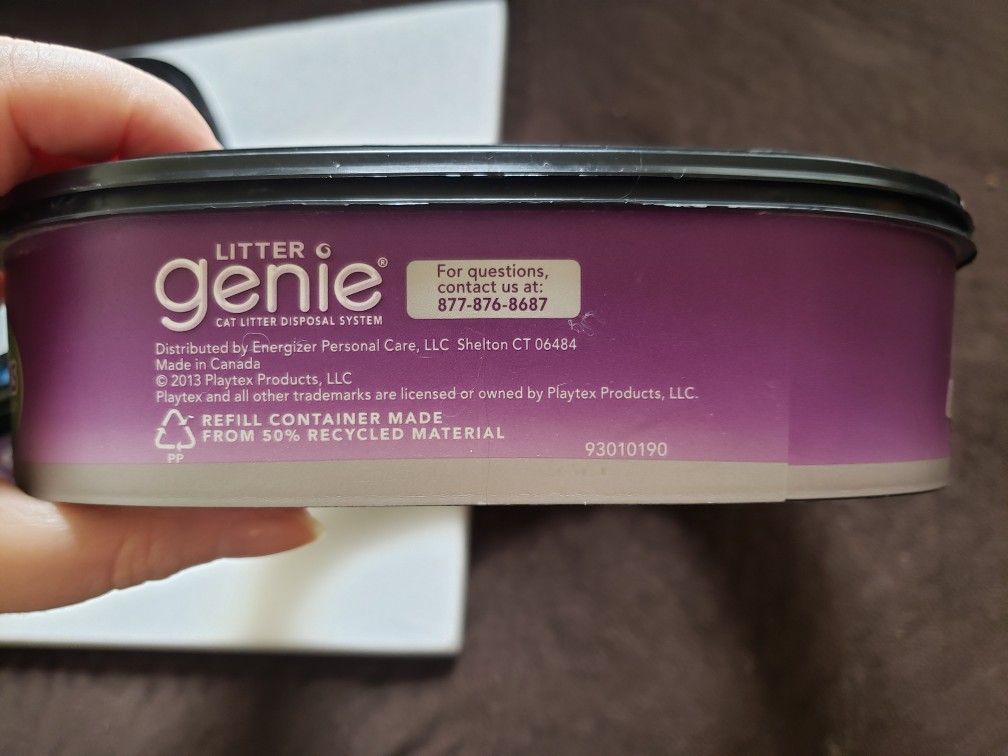 LITTER
genie®
CAT LITTER DISPOSAL SYSTEM
For questions,
contact us at:
877-876-8687
Distributed by Energizer Personal Care, LLC Shelton CT 06484
Made in Canada
© 2013 Playtex Products, LLC
Playtex and all other trademarks are licensed or owned by Playtex Products, LLC.
REFILL CONTAINER MADE
FROM 50% RECYCLED MATERIAL
PP
93010190